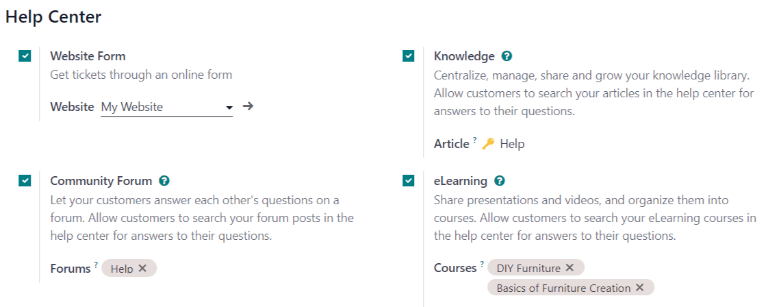 Help Center
Website Form
Get tickets through an online form
Website My Website
Knowledge ?
Centralize, manage, share and grow your knowledge library.
Allow customers to search your articles in the help center for
answers to their questions.
Article ? Help
Community Forum ?
Let your customers answer each other's questions on a
forum. Allow customers to search your forum posts in the
help center for answers to their questions.
Forums ? Help ✕
eLearning ?
Share presentations and videos, and organize them into
courses. Allow customers to search your eLearning courses in
the help center for answers to their questions.
Courses ? DIY Furniture ✕
Basics of Furniture Creation ✕